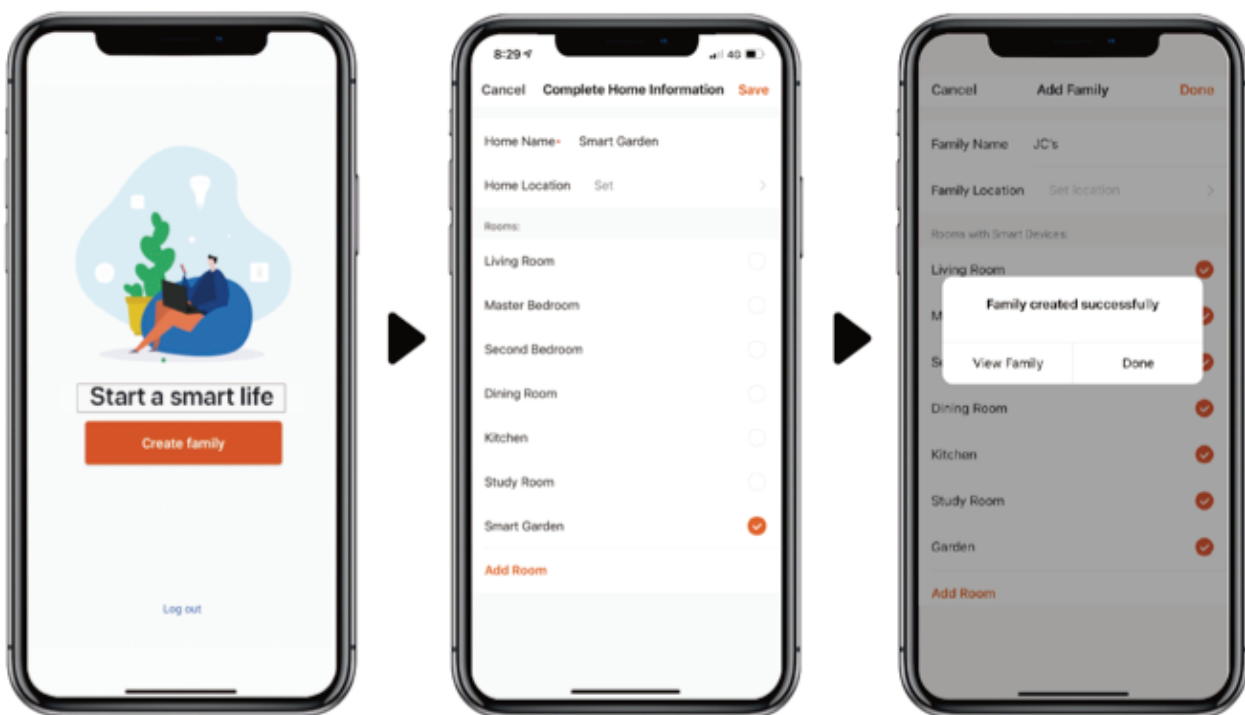 Start a smart life
Create family
Log out
8:29 4G
Cancel Complete Home Information Save
Home Name* Smart Garden
Home Location Set
Rooms:
Living Room
Master Bedroom
Second Bedroom
Dining Room
Kitchen
Study Room
Smart Garden
Add Room
Cancel Add Family Done
Family Name JC's
Family Location Set location
Rooms with Smart Devices:
Living Room
M
Family created successfully
Se
View Family Done
Dining Room
Kitchen
Study Room
Garden
Add Room